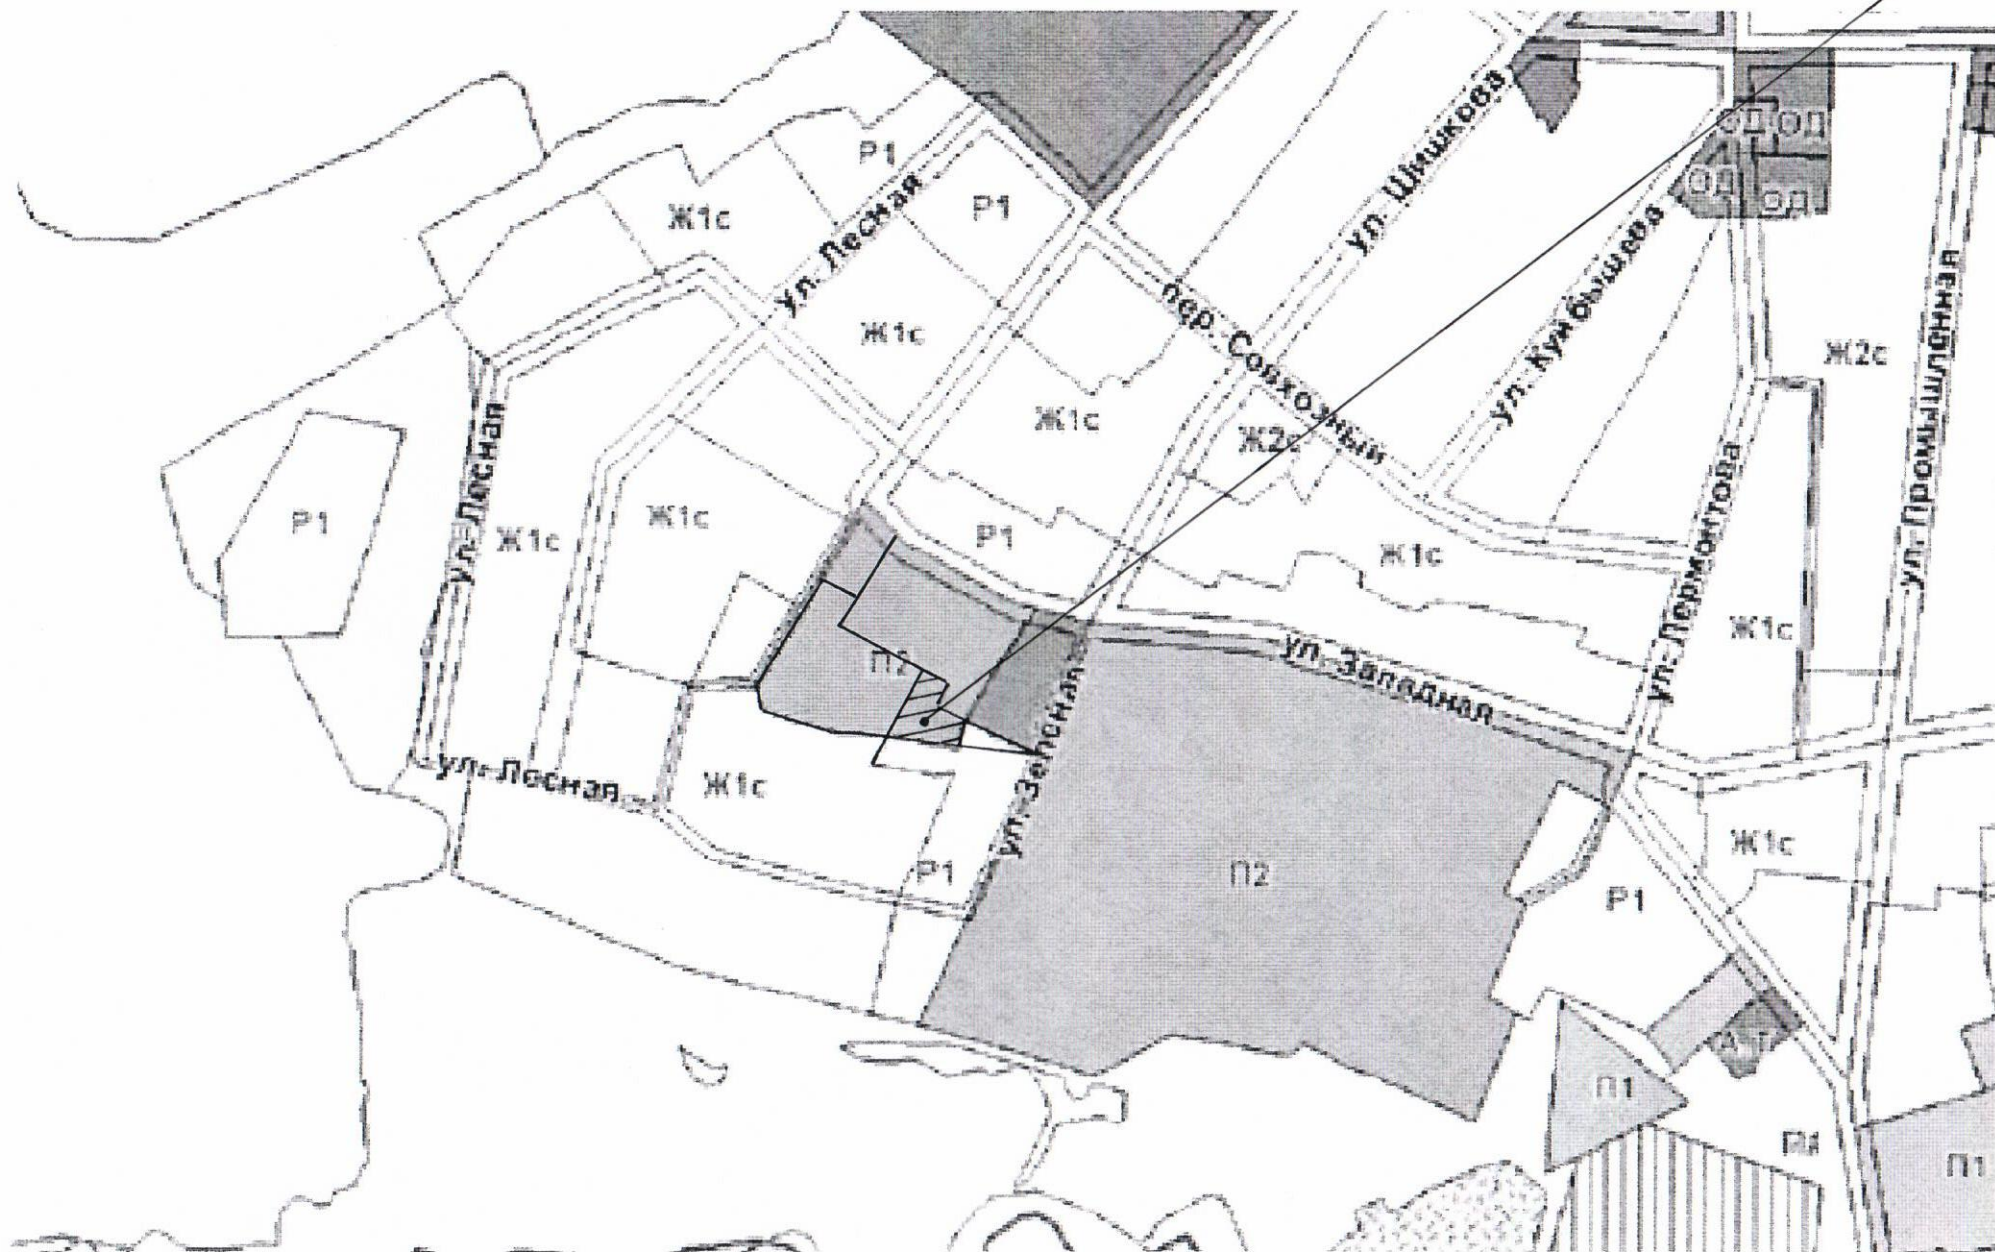 ОД
ОД
ОД
ОД
Р1
Р1
Ж1с
ул. Лесная
ул. Шишкова
ул. Куйбышева
пер. Совхозный
Ж1с
Ж2с
ул. Промышленная
Ж1с
Ж2с
ул. Лесная
Р1
Ж1с
Ж1с
Р1
Ж1с
ул. Лермонтова
Ж1с
П2
ул. Западная
ул. Зеленая
ул. Лесная
Ж1с
Р1
П2
Ж1с
Р1
П1
П1